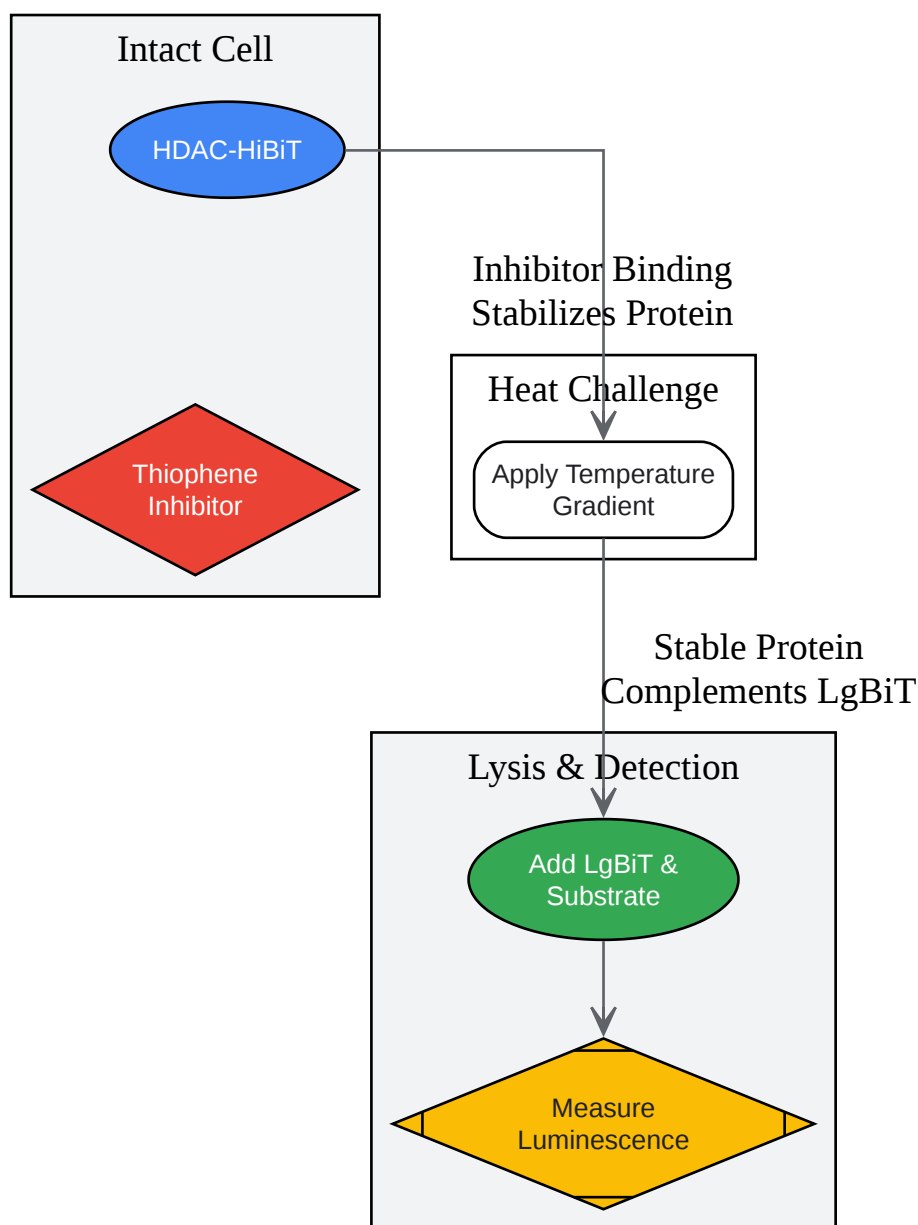 Intact Cell
HDAC-HiBiT
Inhibitor Binding
Stabilizes Protein
Heat Challenge
Thiophene
Inhibitor
Apply Temperature
Gradient
Stable Protein
Complements LgBiT
Lysis & Detection
Add LgBiT &
Substrate
Measure
Luminescence